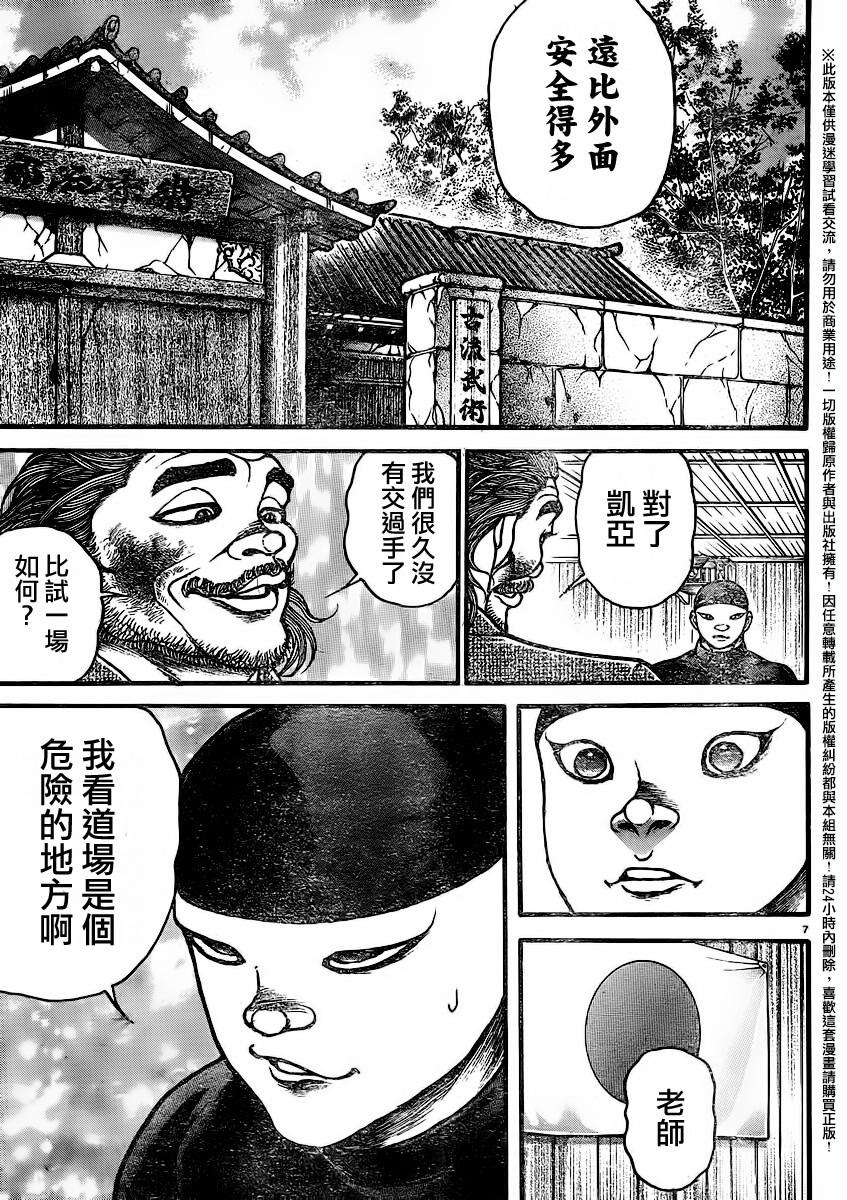 遠比外面
安全得多
古流武術
對了
凱亞
我們很久沒
有交過手了
比試一場
如何？
7
老師
我看道場是個
危險的地方啊
※此版本僅供漫迷學習試看交流，請勿用於商業用途！一切版權歸原作者與出版社擁有！因任意轉載所產生的版權糾紛都與本組無關！請24小時內刪除，喜歡這套漫畫請購買正版！